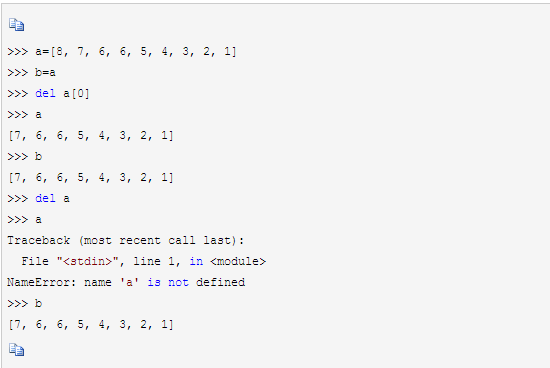 >>> a=[8, 7, 6, 6, 5, 4, 3, 2, 1]
>>> b=a
>>> del a[0]
>>> a
[7, 6, 6, 5, 4, 3, 2, 1]
>>> b
[7, 6, 6, 5, 4, 3, 2, 1]
>>> del a
>>> a
Traceback (most recent call last):
  File "<stdin>", line 1, in <module>
NameError: name 'a' is not defined
>>> b
[7, 6, 6, 5, 4, 3, 2, 1]